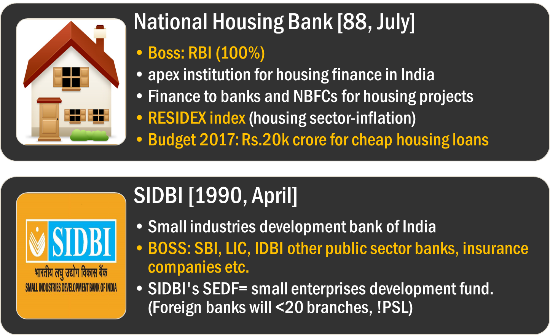 National Housing Bank [88, July]
• Boss: RBI (100%)
• apex institution for housing finance in India
• Finance to banks and NBFCs for housing projects
• RESIDEX index (housing sector-inflation)
• Budget 2017: Rs.20k crore for cheap housing loans
SIDBI [1990, April]
SIDBI
भारतीय लघु उद्योग विकास बैंक
SMALL INDUSTRIES DEVELOPMENT BANK OF INDIA
• Small industries development bank of India
• BOSS: SBI, LIC, IDBI other public sector banks, insurance
companies etc.
• SIDBI's SEDF= small enterprises development fund.
(Foreign banks will <20 branches, !PSL)